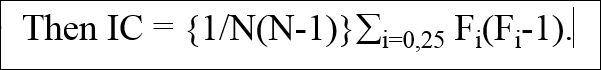 Then IC = {1/N(N-1)}∑i=0,25 Fi(Fi-1).